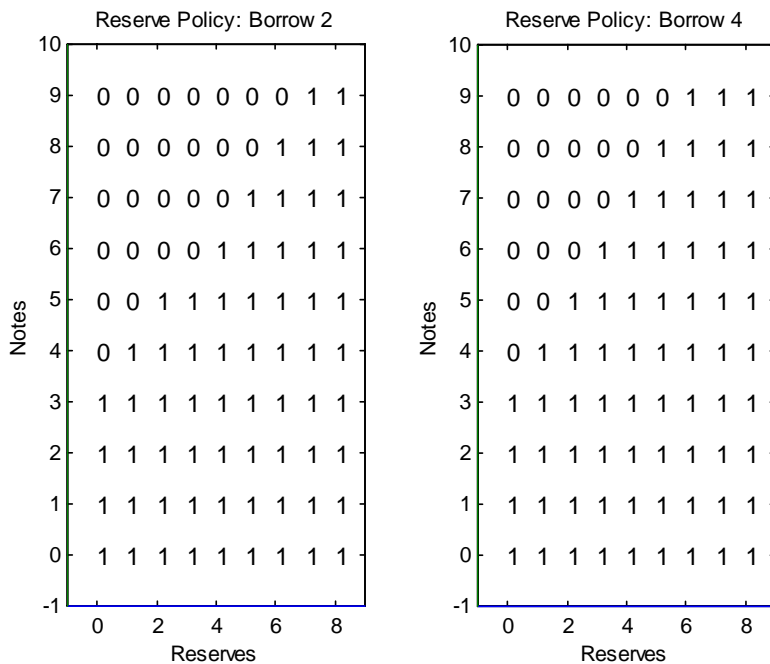 Reserve Policy: Borrow 2
10
9 0 0 0 0 0 0 0 1 1
8 0 0 0 0 0 0 1 1 1
7 0 0 0 0 0 1 1 1 1
6 0 0 0 0 1 1 1 1 1
5 0 0 1 1 1 1 1 1 1
4 0 1 1 1 1 1 1 1 1
3 1 1 1 1 1 1 1 1 1
2 1 1 1 1 1 1 1 1 1
1 1 1 1 1 1 1 1 1 1
0 1 1 1 1 1 1 1 1 1
-1
0 2 4 6 8
Notes
Reserves
Reserve Policy: Borrow 4
10
9 0 0 0 0 0 0 1 1 1
8 0 0 0 0 0 1 1 1 1
7 0 0 0 0 1 1 1 1 1
6 0 0 0 1 1 1 1 1 1
5 0 0 1 1 1 1 1 1 1
4 0 1 1 1 1 1 1 1 1
3 1 1 1 1 1 1 1 1 1
2 1 1 1 1 1 1 1 1 1
1 1 1 1 1 1 1 1 1 1
0 1 1 1 1 1 1 1 1 1
-1
0 2 4 6 8
Notes
Reserves